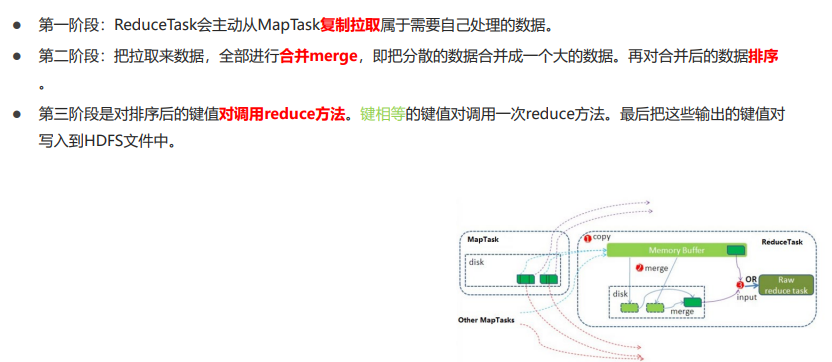 ● 第一阶段：ReduceTask会主动从MapTask复制拉取属于需要自己处理的数据。
● 第二阶段：把拉取来数据，全部进行合并merge，即把分散的数据合并成一个大的数据。再对合并后的数据排序
。
● 第三阶段是对排序后的键值对调用reduce方法。键相等的键值对调用一次reduce方法。最后把这些输出的键值对
写入到HDFS文件中。
MapTask
disk
Other MapTasks
1 copy
Memory Buffer
ReduceTask
2 merge
disk
merge
3
OR
input
Raw
reduce task